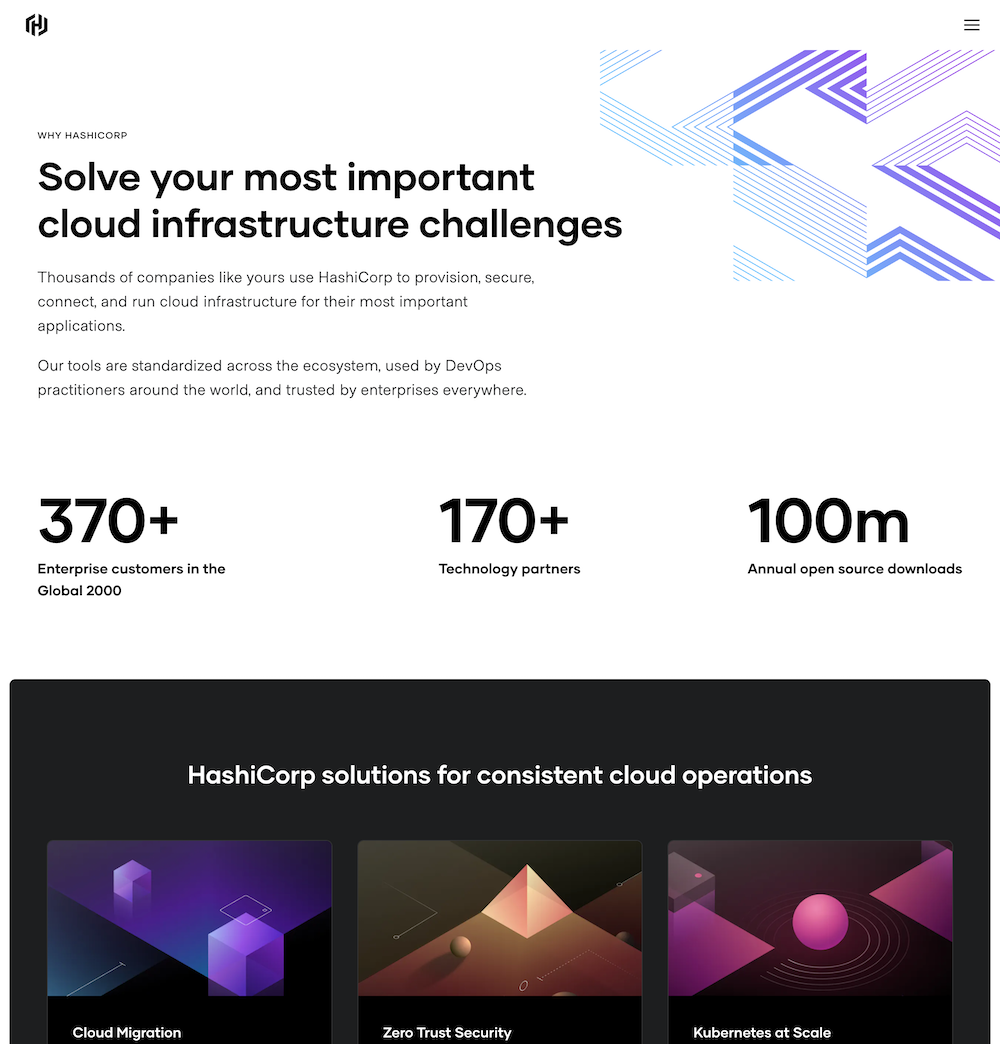 WHY HASHICORP
Solve your most important
cloud infrastructure challenges
Thousands of companies like yours use HashiCorp to provision, secure,
connect, and run cloud infrastructure for their most important
applications.
Our tools are standardized across the ecosystem, used by DevOps
practitioners around the world, and trusted by enterprises everywhere.
370+
Enterprise customers in the
Global 2000
170+
Technology partners
100m
Annual open source downloads
HashiCorp solutions for consistent cloud operations
Cloud Migration
Zero Trust Security
Kubernetes at Scale